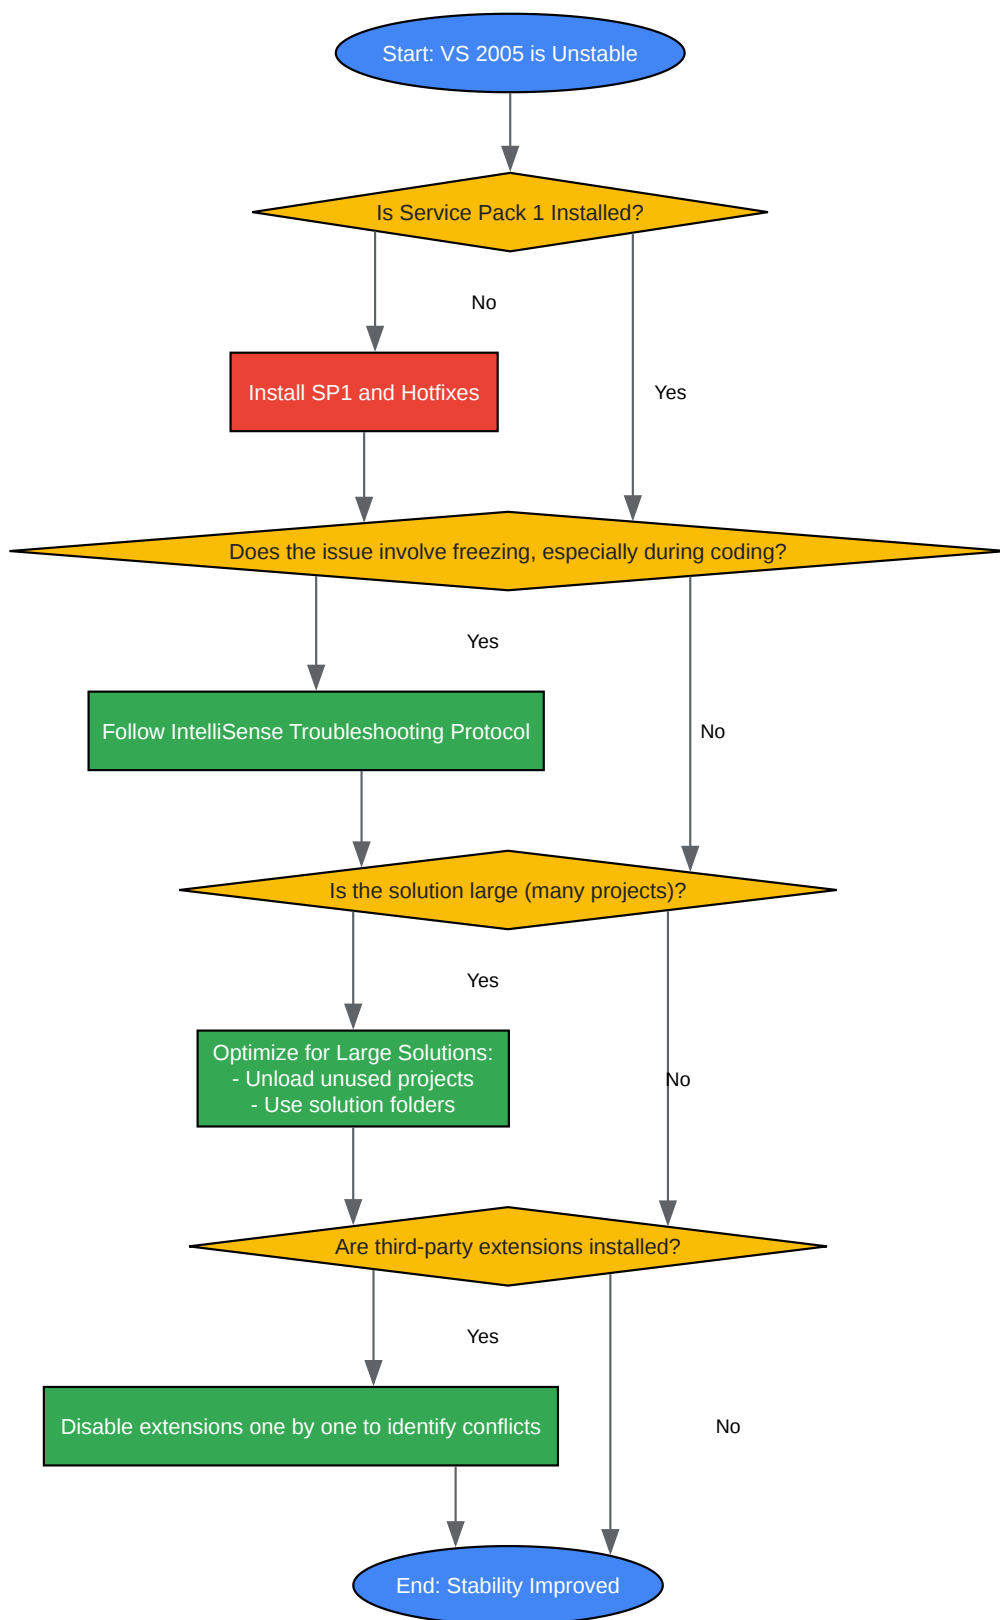 Start: VS 2005 is Unstable
Is Service Pack 1 Installed?
No
Install SP1 and Hotfixes
Yes
Does the issue involve freezing, especially during coding?
Yes
Follow IntelliSense Troubleshooting Protocol
No
Is the solution large (many projects)?
Yes
Optimize for Large Solutions:
- Unload unused projects
- Use solution folders
No
Are third-party extensions installed?
Yes
Disable extensions one by one to identify conflicts
No
End: Stability Improved